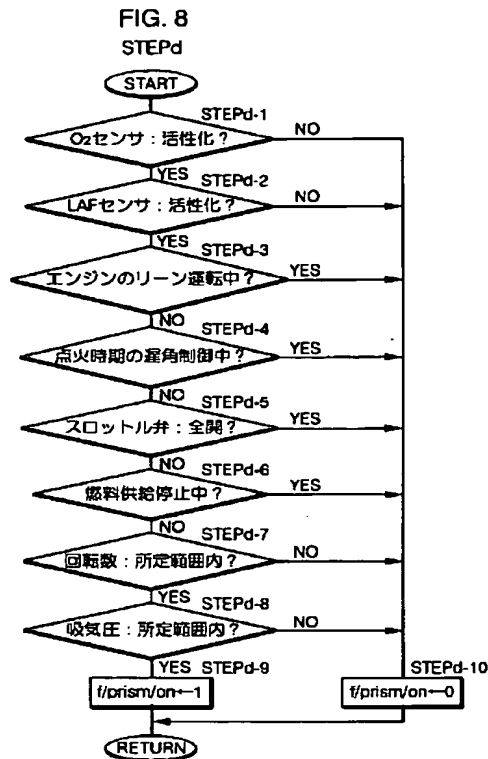 FIG. 8
STEPd
START
STEPd-1
O₂センサ：活性化？
NO
YES
STEPd-2
LAFセンサ：活性化？
NO
YES
STEPd-3
エンジンのリーン運転中？
YES
NO
STEPd-4
点火時期の遅角制御中？
YES
NO
STEPd-5
スロットル弁：全開？
YES
NO
STEPd-6
燃料供給停止中？
YES
NO
STEPd-7
回転数：所定範囲内？
NO
YES
STEPd-8
吸気圧：所定範囲内？
NO
YES
STEPd-9
STEPd-10
f/prism/on←1
f/prism/on←0
RETURN